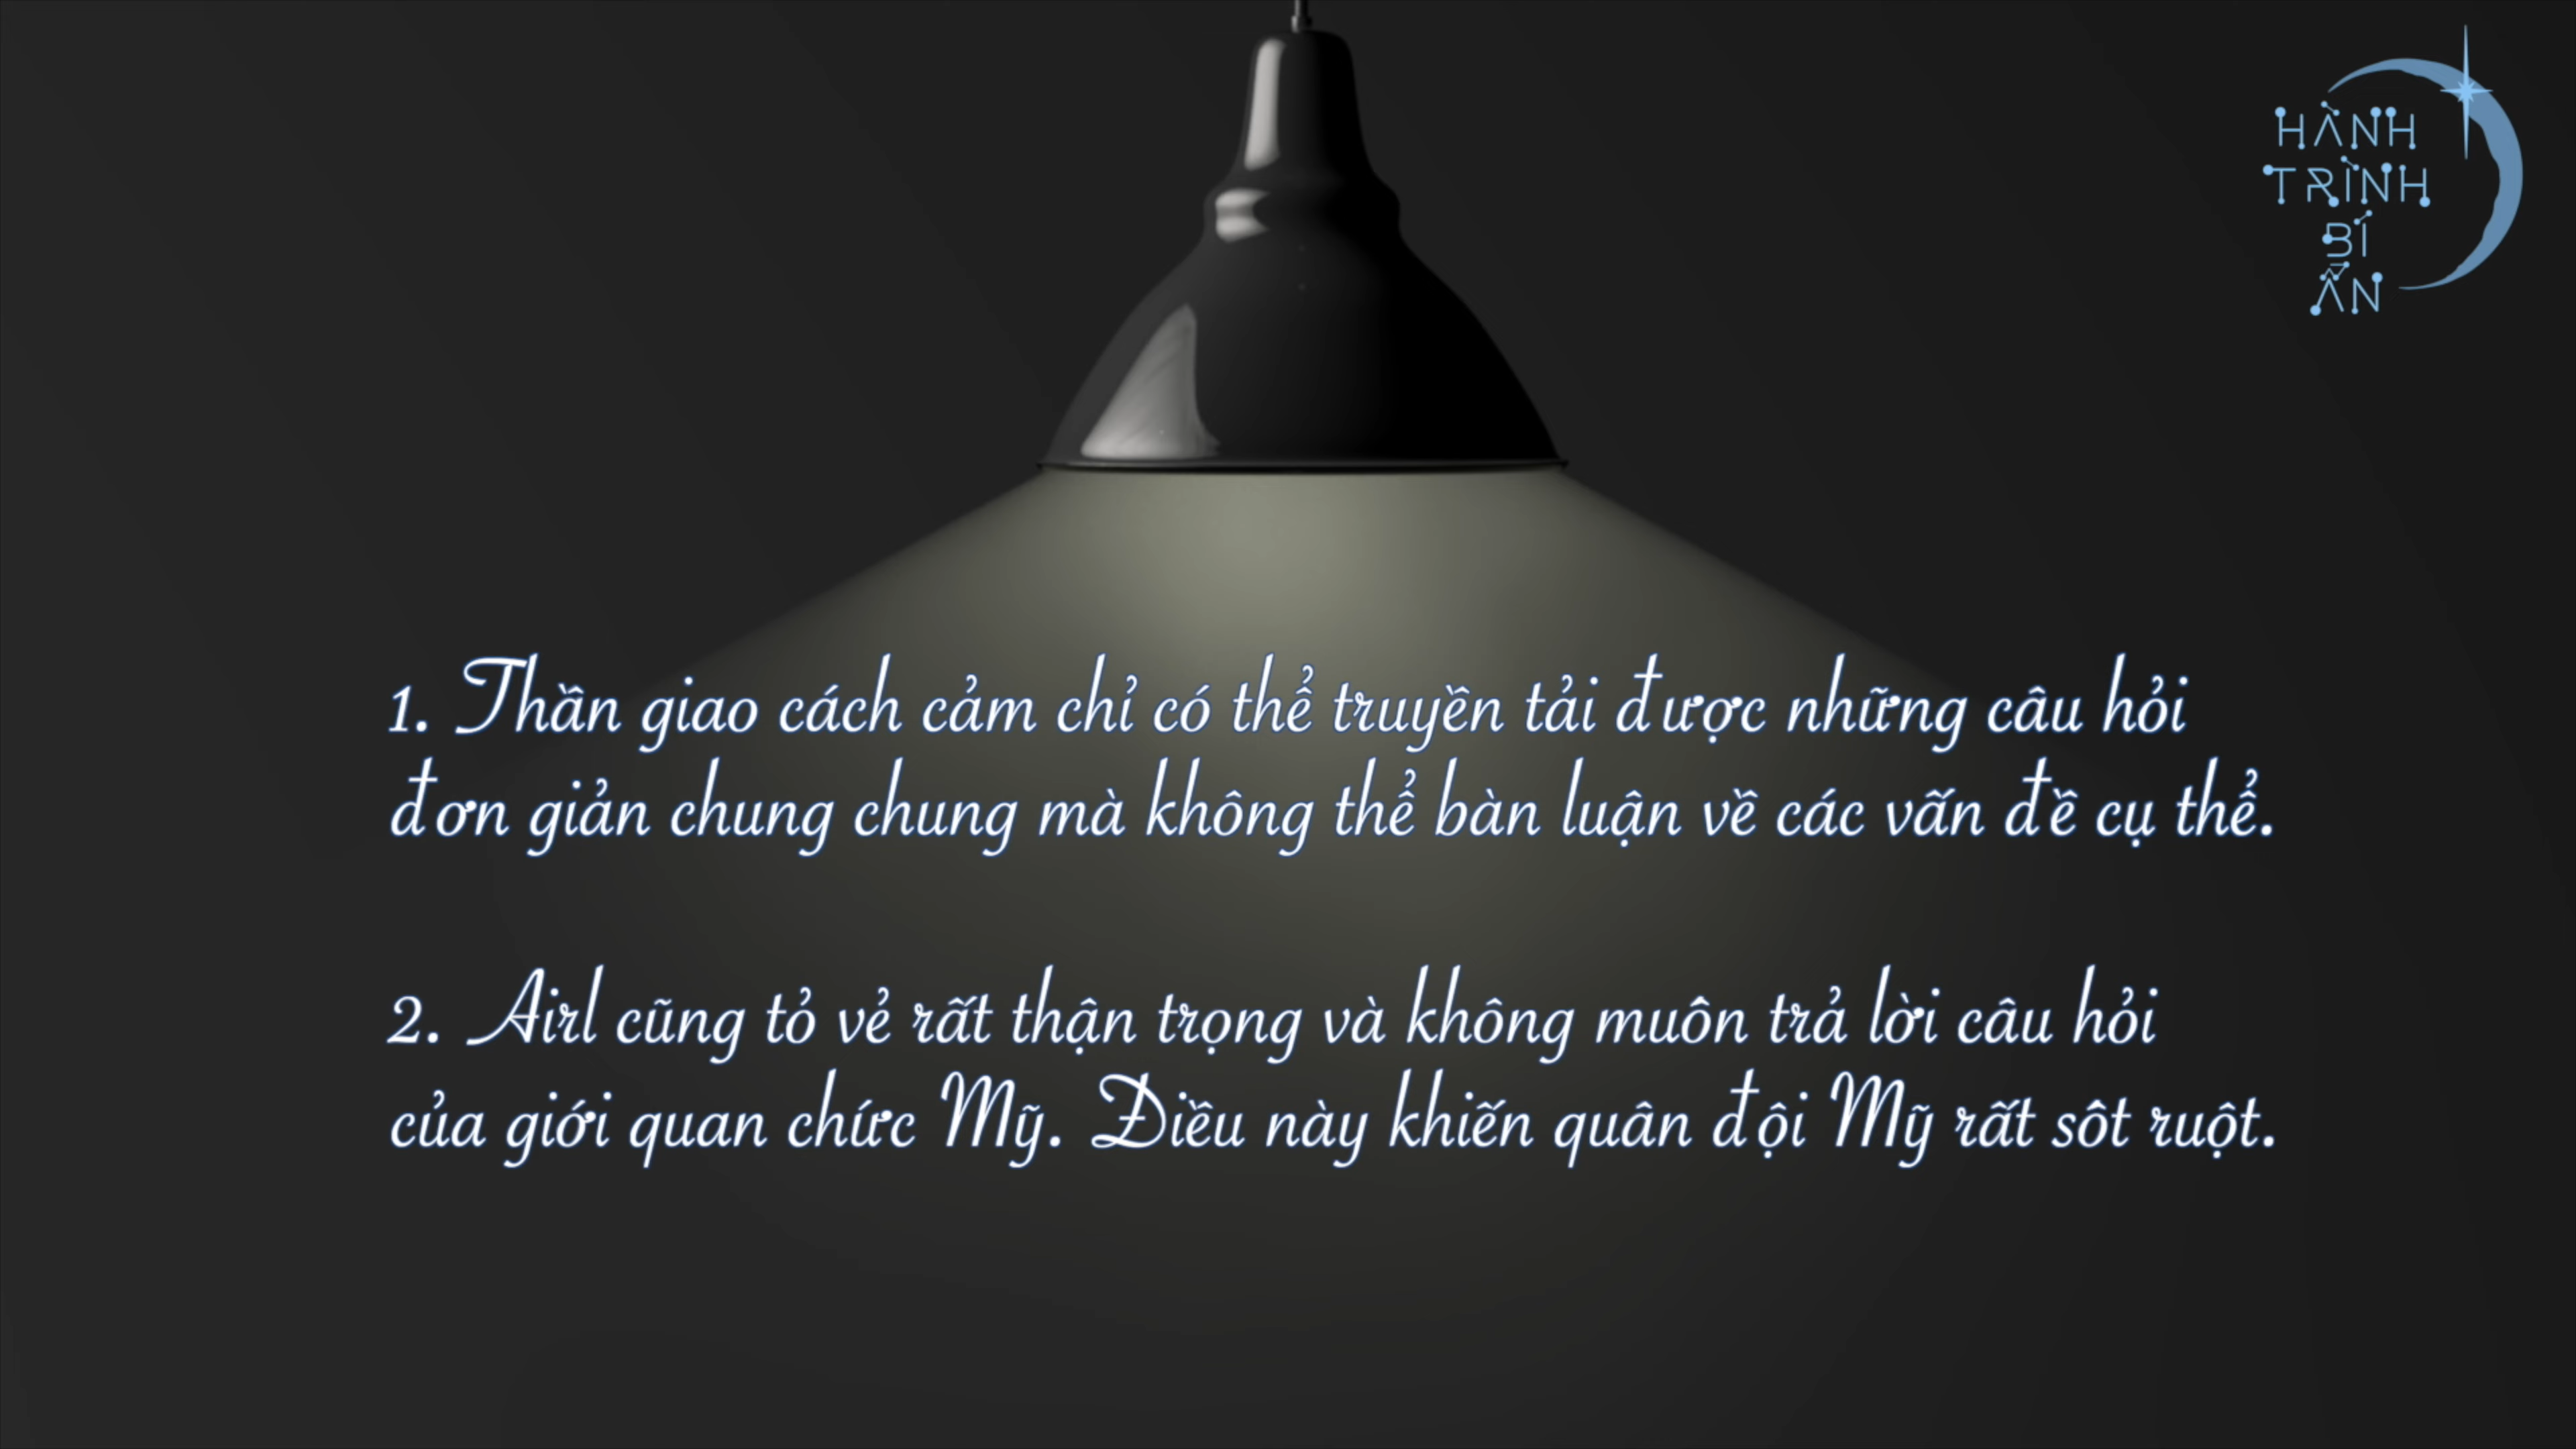 HÀNH
TRÌNH
BÍ
ẨN
1. Thần giao cách cảm chỉ có thể truyền tải được những câu hỏi
đơn giản chung chung mà không thể bàn luận về các vấn đề cụ thể.
2. Airl cũng tỏ vẻ rất thận trọng và không muôn trả lời câu hỏi
của giới quan chức Mỹ. Điều này khiến quân đội Mỹ rất sôt ruột.